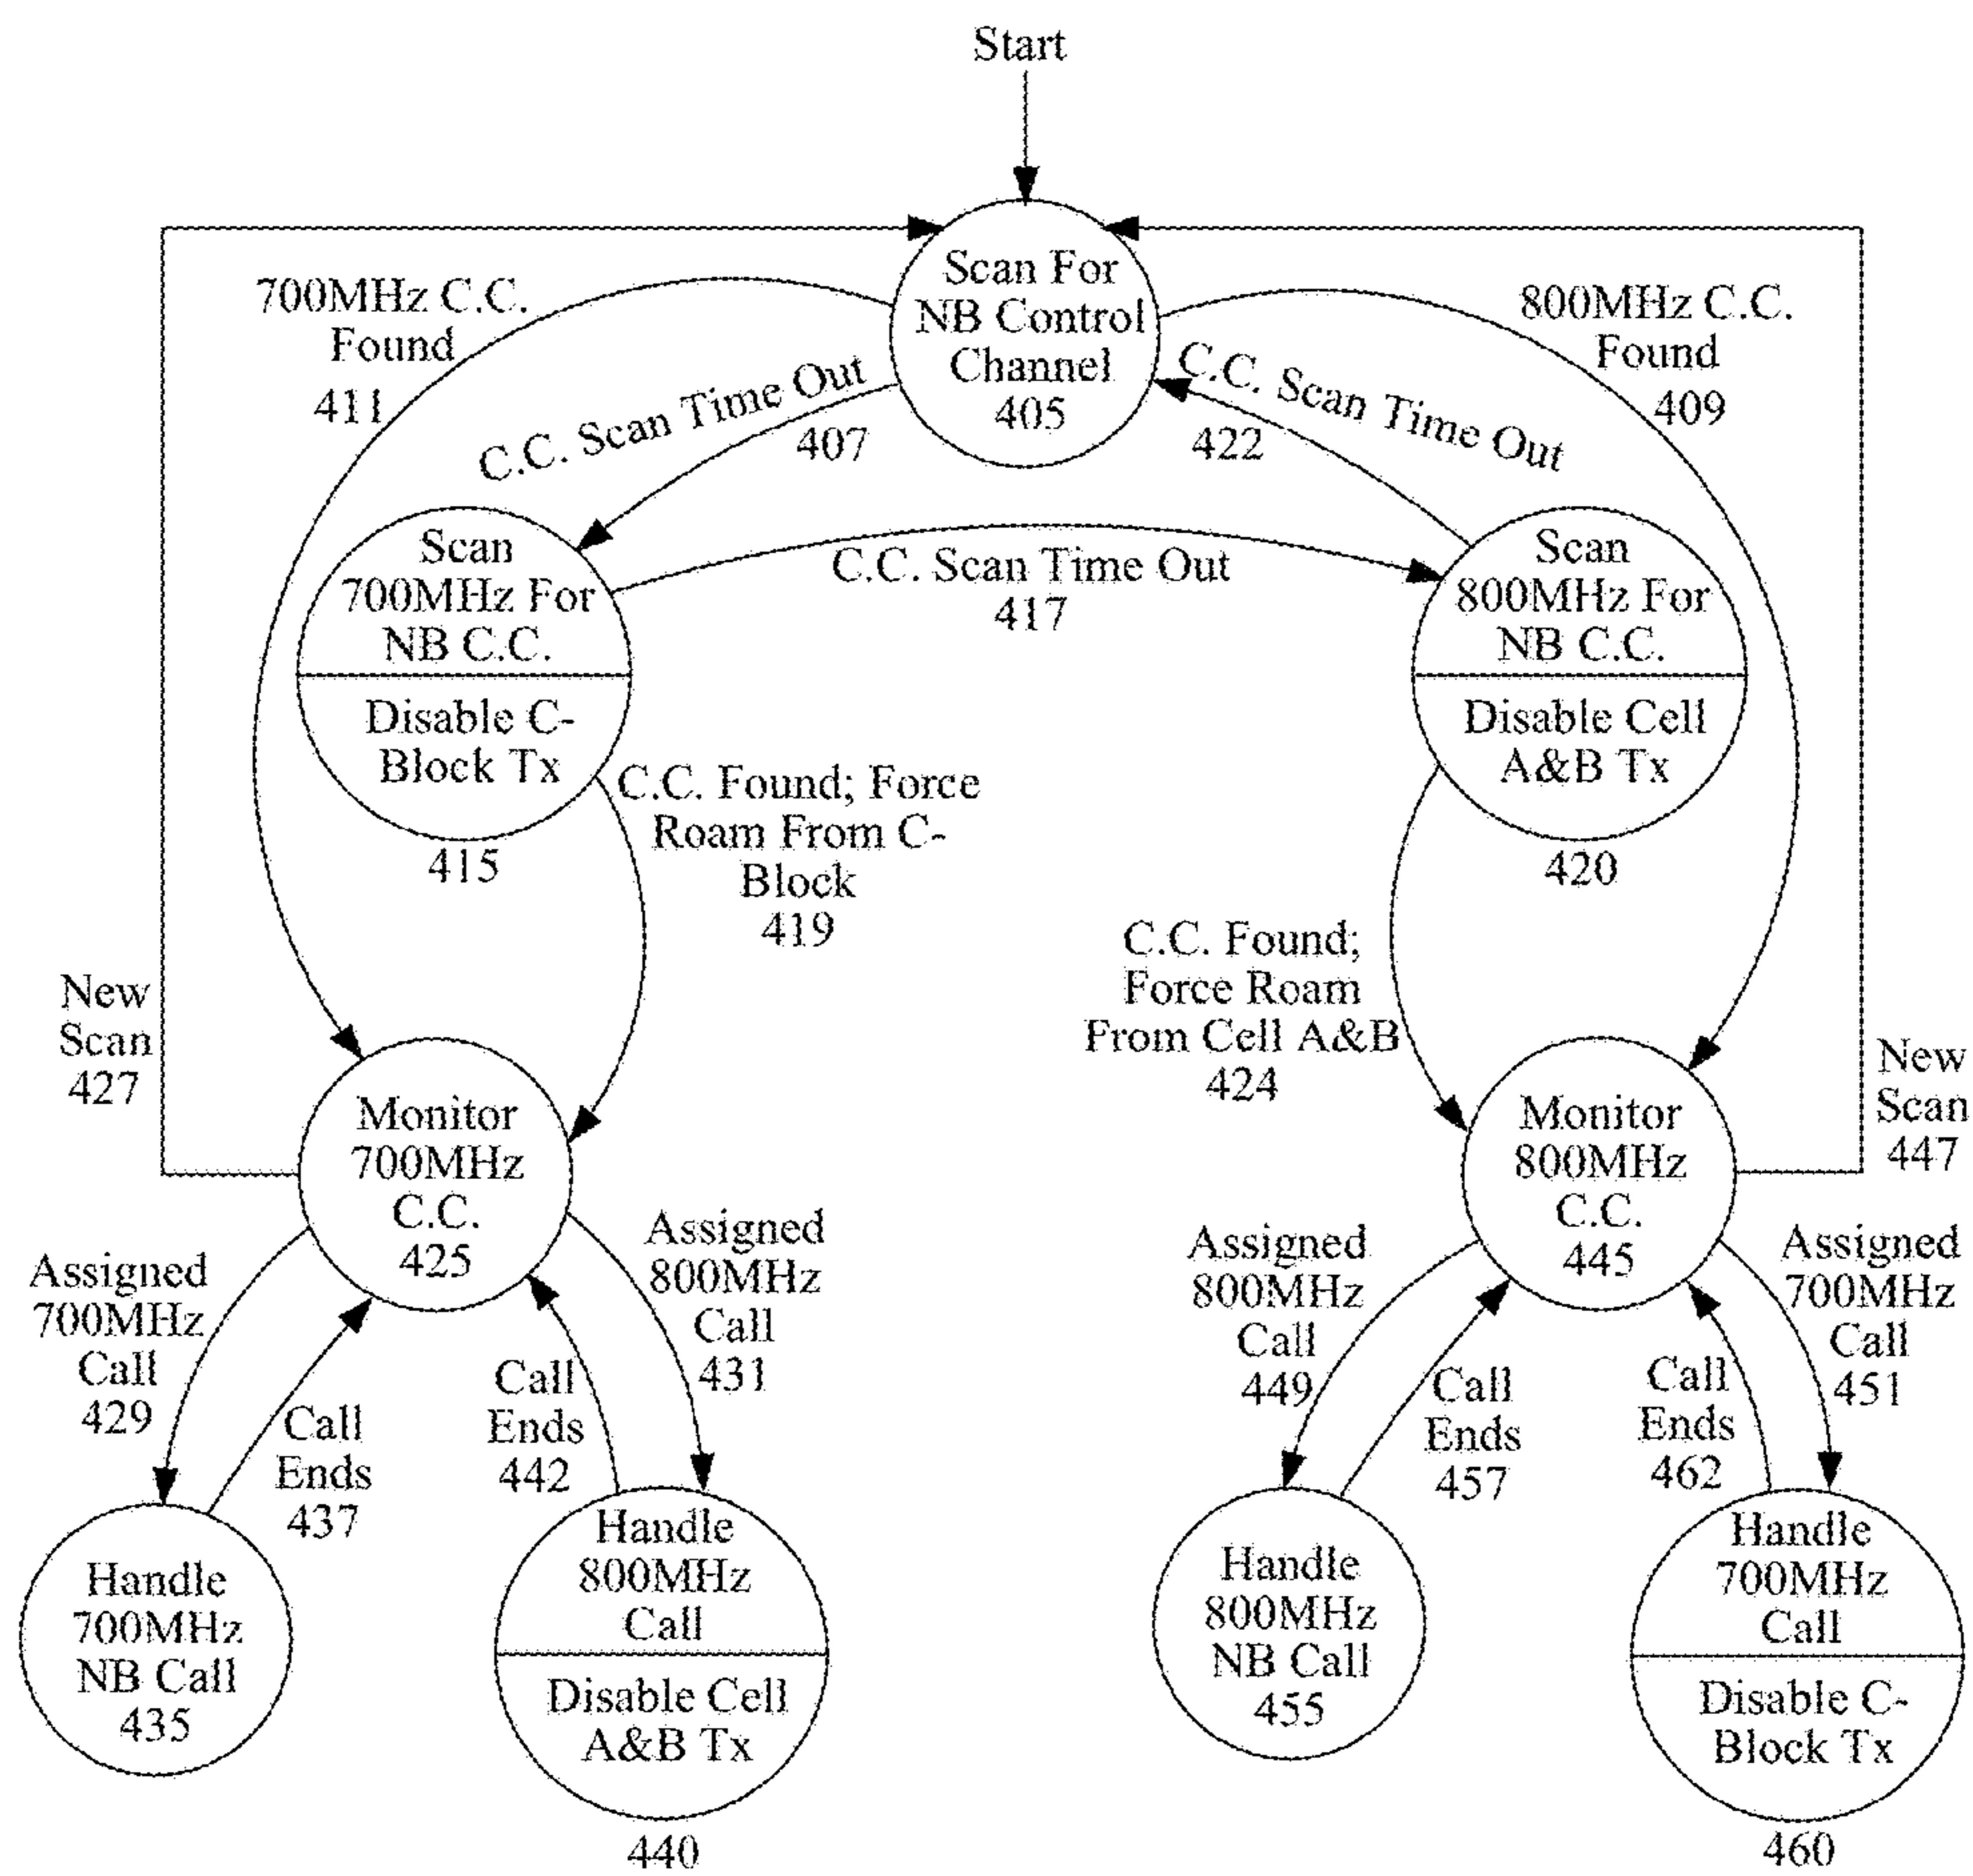 Start
Scan For
NB Control
Channel
405
700MHz C.C.
Found
411
800MHz C.C.
Found
409
C.C. Scan Time Out
407
C.C. Scan Time Out
422
Scan
700MHz For
NB C.C.
Disable C-
Block Tx
415
C.C. Scan Time Out
417
Scan
800MHz For
NB C.C.
Disable Cell
A&B Tx
420
C.C. Found; Force
Roam From C-
Block
419
C.C. Found;
Force Roam
From Cell A&B
424
New
Scan
427
Monitor
700MHz
C.C.
425
Monitor
800MHz
C.C.
445
New
Scan
447
Assigned
700MHz
Call
429
Call
Ends
437
Call
Ends
442
Assigned
800MHz
Call
431
Assigned
800MHz
Call
449
Call
Ends
457
Call
Ends
462
Assigned
700MHz
Call
451
Handle
700MHz
NB Call
435
Handle
800MHz
Call
Disable Cell
A&B Tx
440
Handle
800MHz
NB Call
455
Handle
700MHz
Call
Disable C-
Block Tx
460